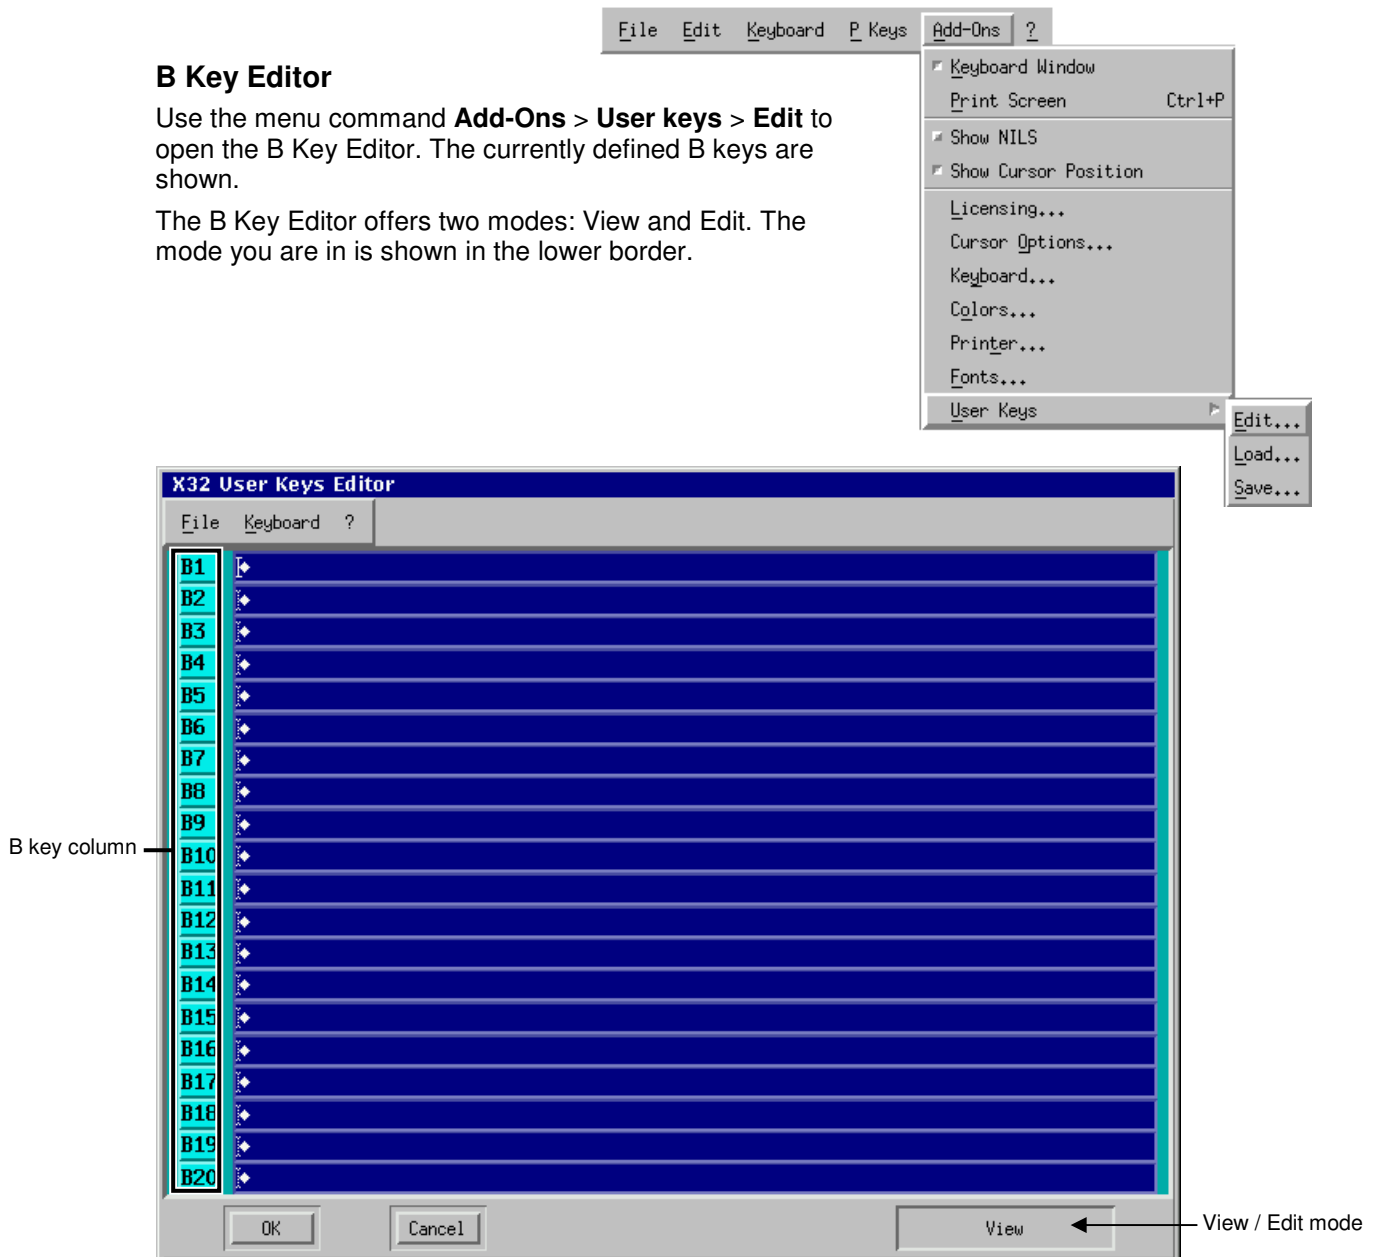 File Edit Keyboard P Keys Add-Ons ?
B Key Editor
Use the menu command Add-Ons > User keys > Edit to
open the B Key Editor. The currently defined B keys are
shown.
The B Key Editor offers two modes: View and Edit. The
mode you are in is shown in the lower border.
Keyboard Window
Print Screen Ctrl+P
Show NILS
Show Cursor Position
Licensing...
Cursor Options...
Keyboard...
Colors...
Printer...
Fonts...
User Keys
Edit...
Load...
Save...
X32 User Keys Editor
File Keyboard ?
B1
B2
B3
B4
B5
B6
B7
B8
B9
B key column
B10
B11
B12
B13
B14
B15
B16
B17
B18
B19
B20
OK Cancel View
View / Edit mode